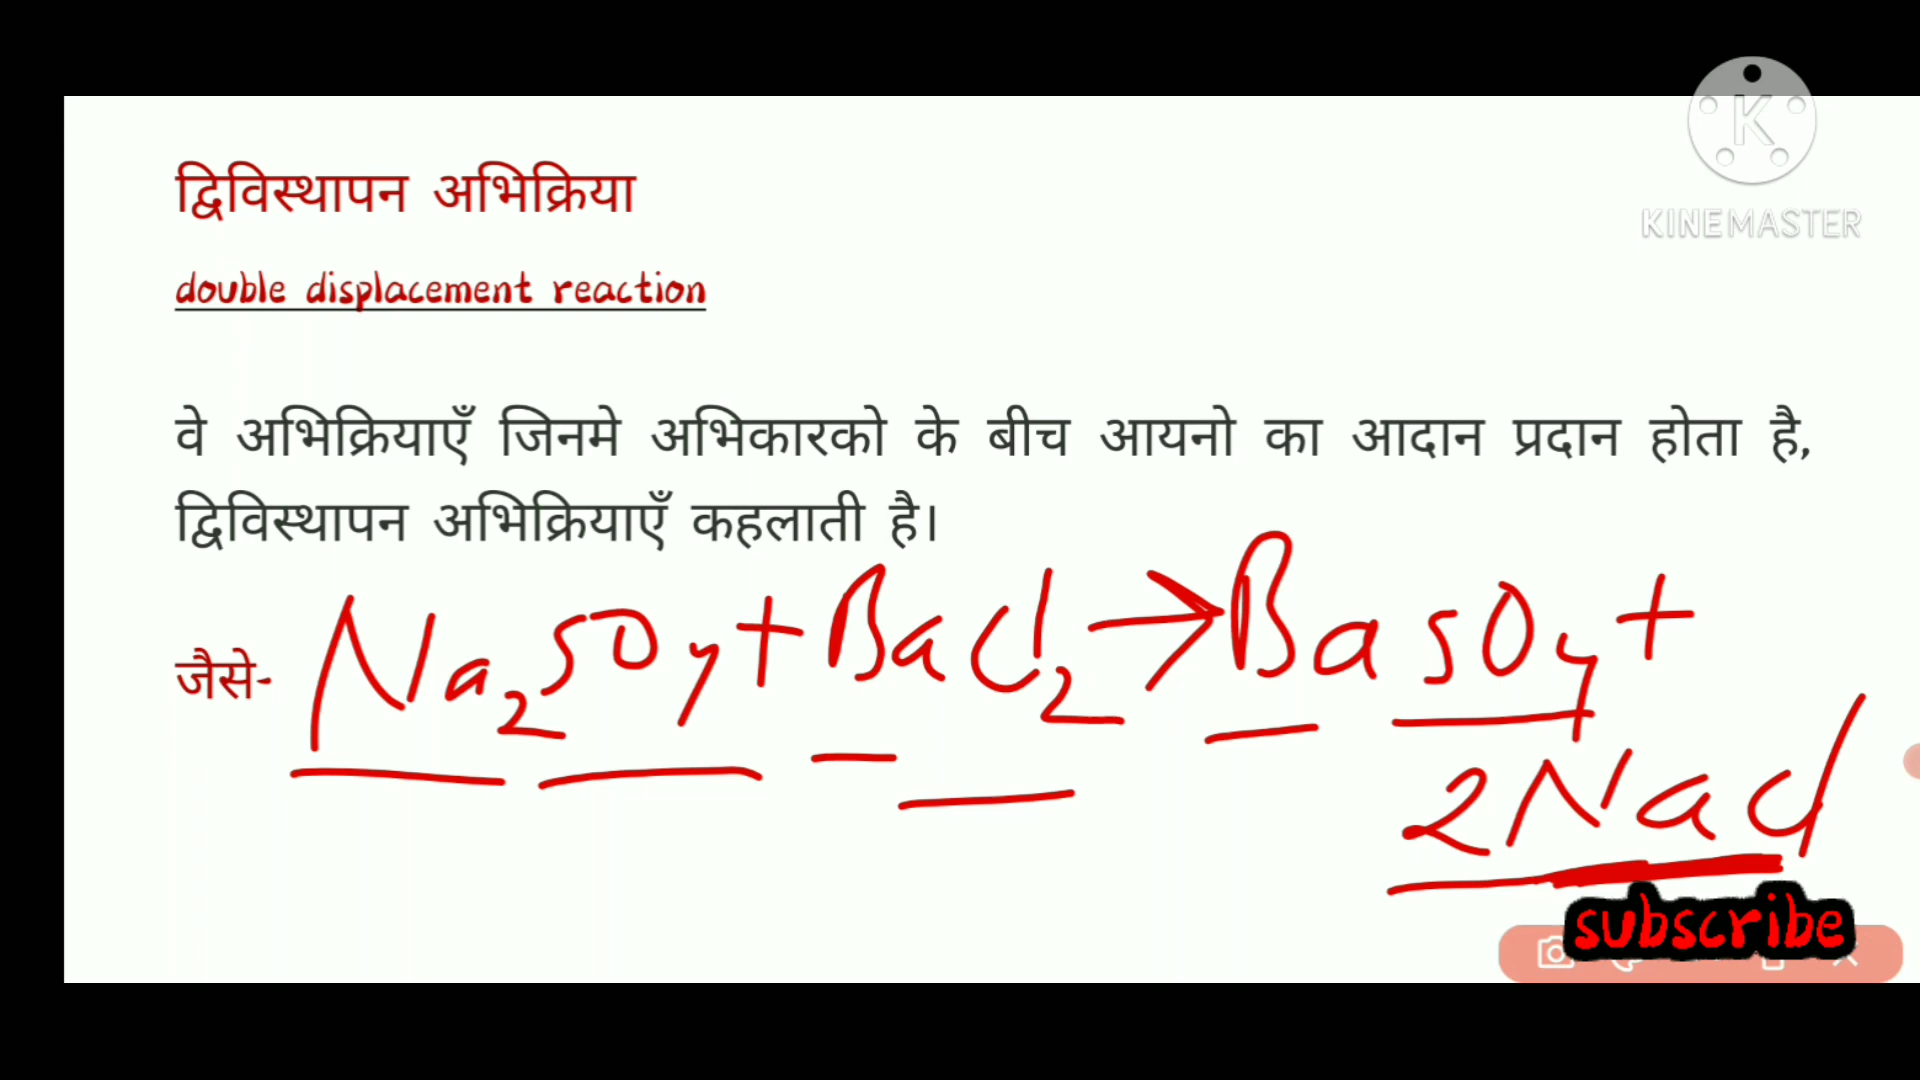 K
KINEMASTER
द्विविस्थापन अभिक्रिया
double displacement reaction
वे अभिक्रियाएँ जिनमे अभिकारको के बीच आयनो का आदान प्रदान होता है,
द्विविस्थापन अभिक्रियाएँ कहलाती है।
जैसे- Na₂SO₄+BaCl₂→BaSO₄+
2NaCl
subscribe